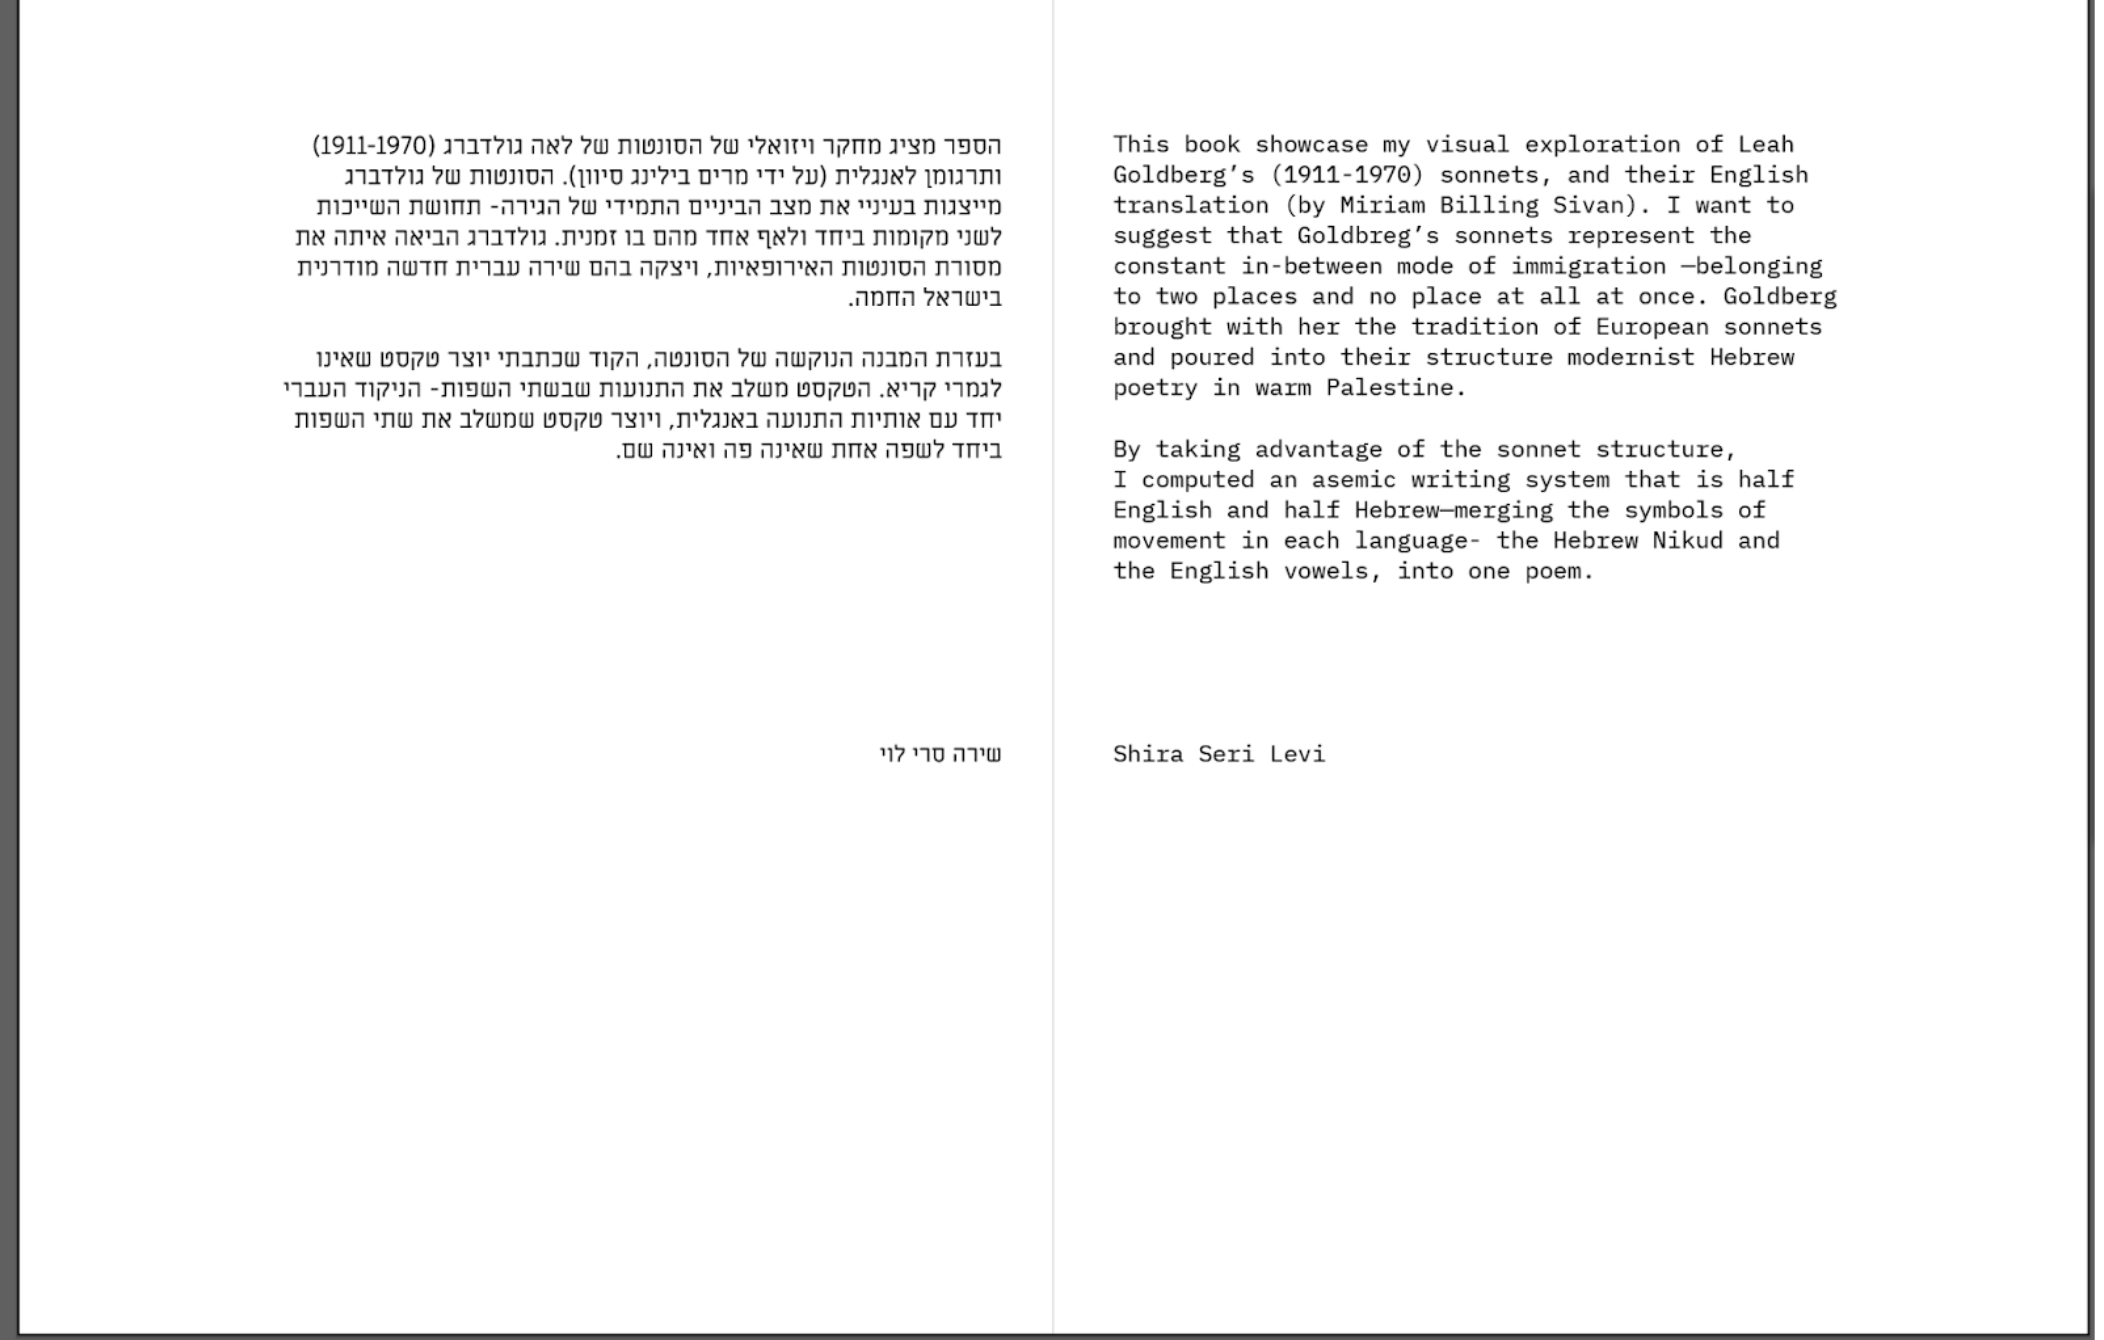 הספר מציג מחקר ויזואלי של הסונטות של לאה גולדברג (1911-1970)
ותרגומן לאנגלית (על ידי מרים בילינג סיוון). הסונטות של גולדברג
מייצגות בעיניי את מצב הביניים התמידי של הגירה- תחושת השייכות
לשני מקומות ביחד ולאף אחד מהם בו זמנית. גולדברג הביאה איתה את
מסורת הסונטות האירופאיות, ויצקה בהם שירה עברית חדשה מודרנית
בישראל החמה.
בעזרת המבנה הנוקשה של הסונטה, הקוד שכתבתי יוצר טקסט שאינו
לגמרי קריא. הטקסט משלב את התנועות שבשתי השפות- הניקוד העברי
יחד עם אותיות התנועה באנגלית, ויוצר טקסט שמשלב את שתי השפות
ביחד לשפה אחת שאינה פה ואינה שם.
שירה סרי לוי
This book showcase my visual exploration of Leah
Goldberg’s (1911-1970) sonnets, and their English
translation (by Miriam Billing Sivan). I want to
suggest that Goldbreg’s sonnets represent the
constant in-between mode of immigration —belonging
to two places and no place at all at once. Goldberg
brought with her the tradition of European sonnets
and poured into their structure modernist Hebrew
poetry in warm Palestine.
By taking advantage of the sonnet structure,
I computed an asemic writing system that is half
English and half Hebrew—merging the symbols of
movement in each language- the Hebrew Nikud and
the English vowels, into one poem.
Shira Seri Levi